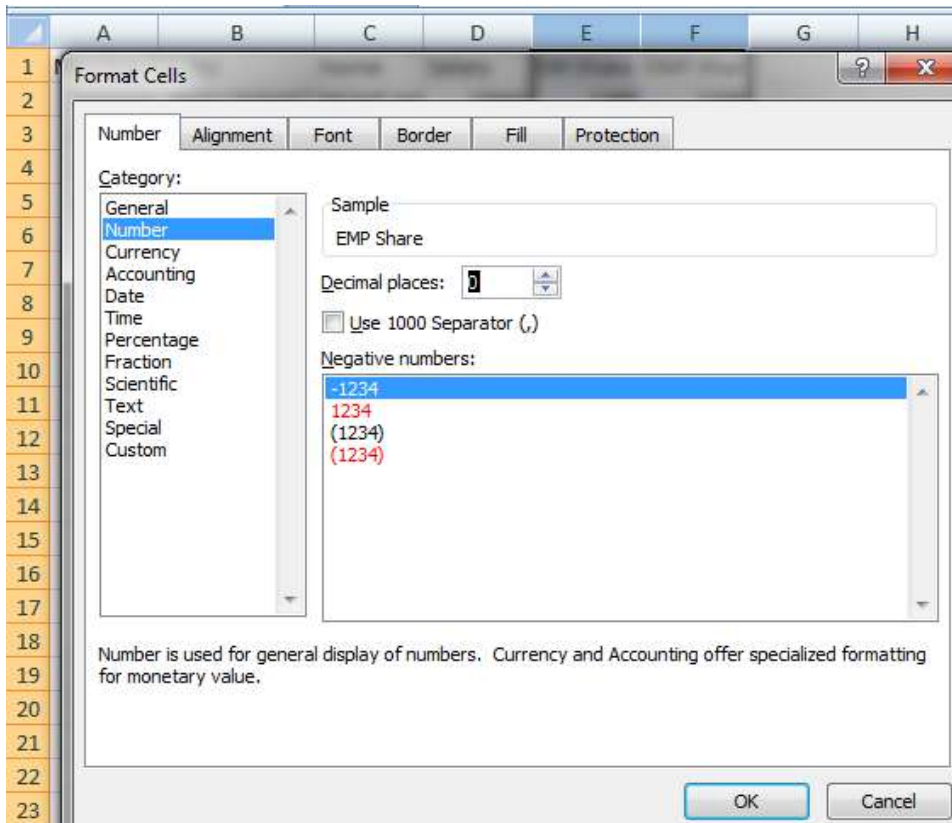 A B C D E F G H
1
Format Cells
2
3
Number Alignment Font Border Fill Protection
4
Category:
5
General
Sample
6
Number
EMP Share
Currency
7
Accounting
Decimal places: 0
8
Date
Time
Use 1000 Separator (,)
9
Percentage
Fraction
Negative numbers:
10
Scientific
-1234
11
Text
1234
12
Special
(1234)
Custom
(1234)
13
14
15
16
17
18
Number is used for general display of numbers. Currency and Accounting offer specialized formatting
19
for monetary value.
20
21
22
23
OK Cancel